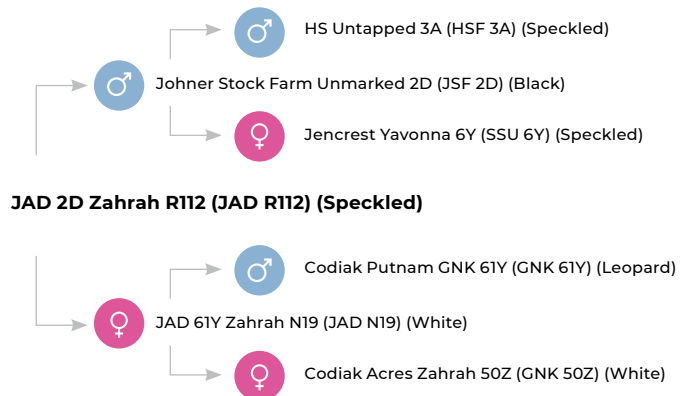 HS Untapped 3A (HSF 3A) (Speckled)
Johner Stock Farm Unmarked 2D (JSF 2D) (Black)
Jencrest Yavonna 6Y (SSU 6Y) (Speckled)
JAD 2D Zahrah R112 (JAD R112) (Speckled)
Codiak Putnam GNK 61Y (GNK 61Y) (Leopard)
JAD 61Y Zahrah N19 (JAD N19) (White)
Codiak Acres Zahrah 50Z (GNK 50Z) (White)